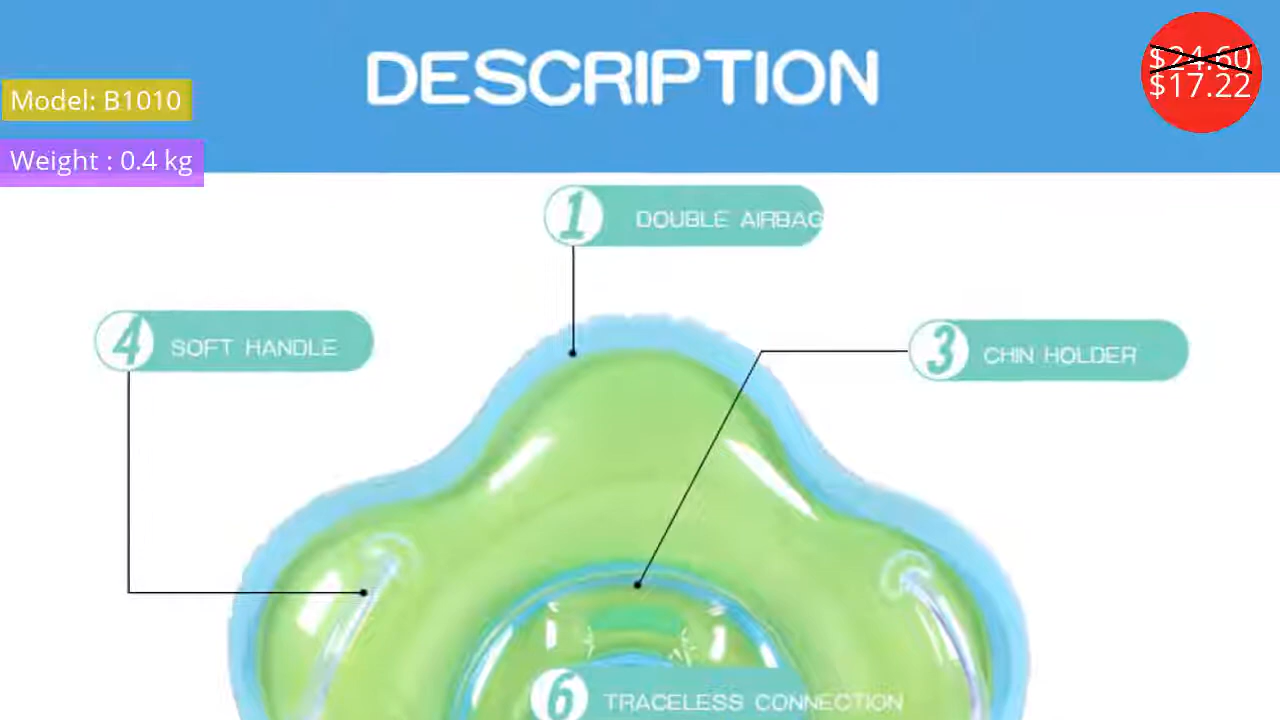 DESCRIPTION
$24.60
$17.22
Model: B1010
Weight : 0.4 kg
1 DOUBLE AIRBAG
4 SOFT HANDLE
3 CHIN HOLDER
6 TRACELESS CONNECTION